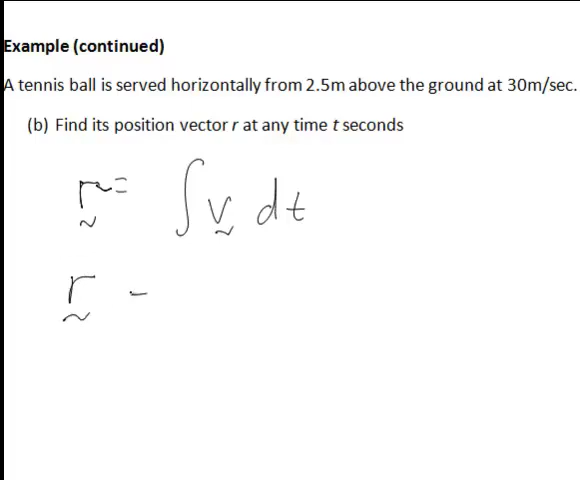 Example (continued)
A tennis ball is served horizontally from 2.5m above the ground at 30m/sec.
(b) Find its position vector r at any time t seconds
r̰ = ∫ v̰ dt
r̰ -